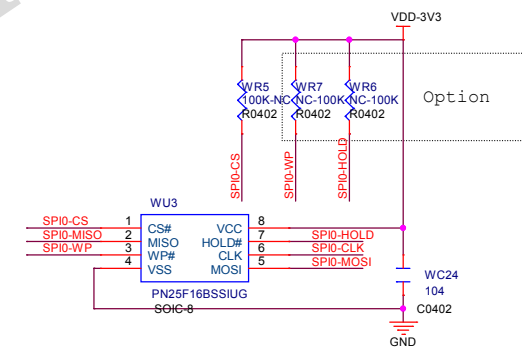 VDD-3V3
WR5 WR7 WR6
100K-NC NC-100K NC-100K Option
R0402 R0402 R0402
SPI0-CS SPI0-WP SPI0-HOLD
WU3
SPI0-CS 1 CS# VCC 8
SPI0-MISO 2 MISO HOLD# 7 SPI0-HOLD
SPI0-WP 3 WP# CLK 6 SPI0-CLK
4 VSS MOSI 5 SPI0-MOSI
WC24
PN25F16BSSIUG 104
SOIC-8 C0402
GND